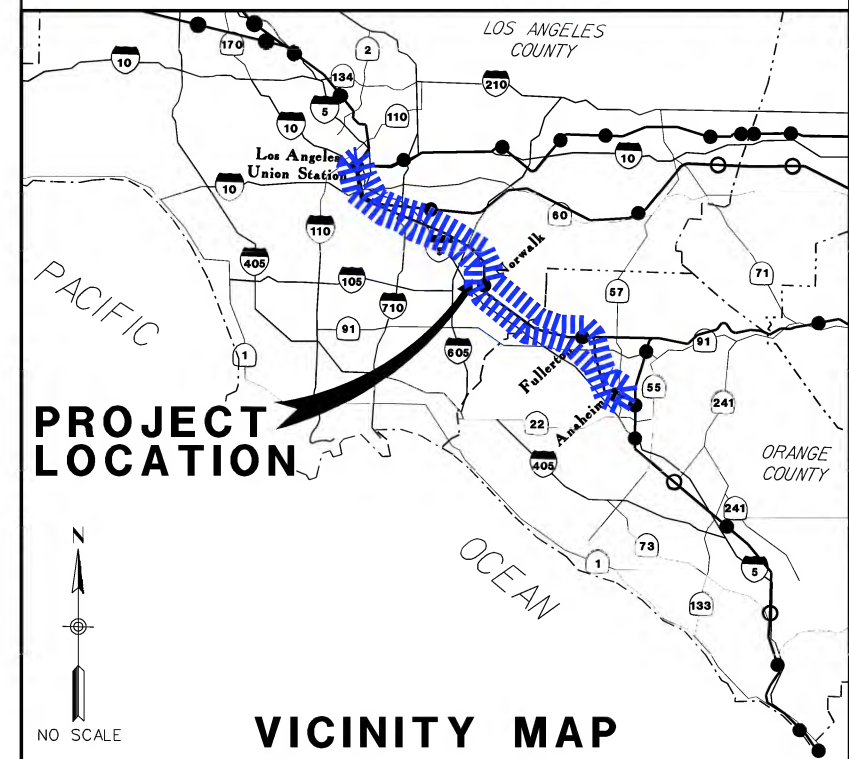 LOS ANGELES
COUNTY
170
2
10
134
210
5
110
10
Los Angeles
Union Station
10
10
60
110
Norwalk
405
71
105
57
PACIFIC
710
91
91
1
605
Fullerton
55
241
PROJECT
LOCATION
22
Anaheim
ORANGE
COUNTY
405
241
N
73
OCEAN
1
5
133
NO SCALE
VICINITY MAP